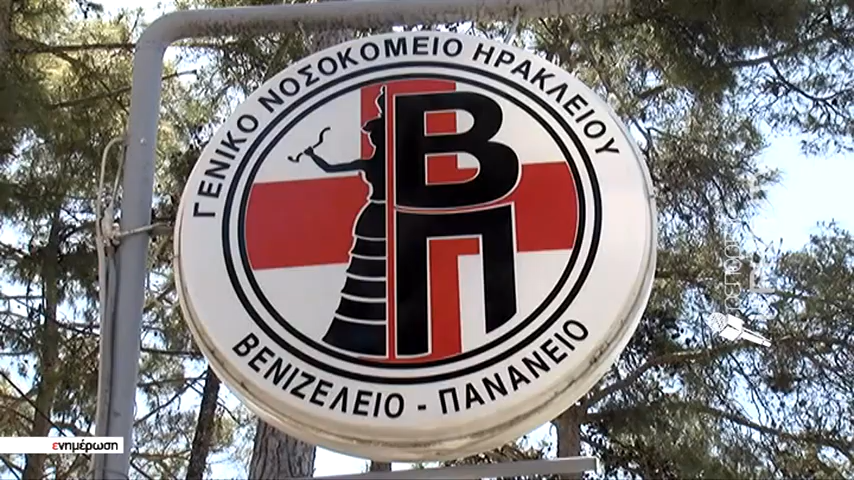 ΓΕΝΙΚΟ ΝΟΣΟΚΟΜΕΙΟ ΗΡΑΚΛΕΙΟΥ
ΒΠ
ΒΕΝΙΖΕΛΕΙΟ - ΠΑΝΑΝΕΙΟ
ενημέρωση